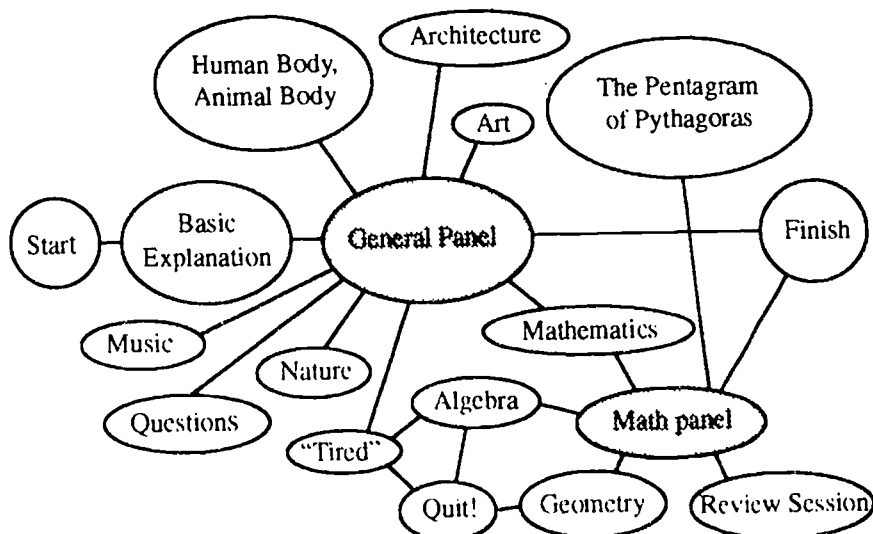 Architecture
Human Body,
Animal Body
The Pentagram
of Pythagoras
Art
Start
Basic
Explanation
General Panel
Finish
Music
Mathematics
Nature
Questions
Algebra
Math panel
“Tired”
Quit!
Geometry
Review Session